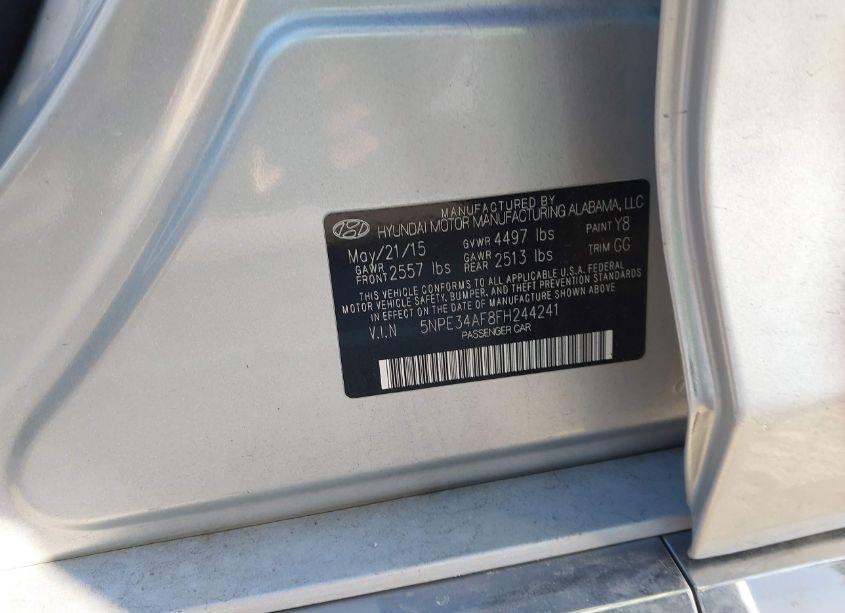 MANUFACTURED BY
HYUNDAI MOTOR MANUFACTURING ALABAMA, LLC
May/21/15 GVWR 4497 lbs PAINT Y8
GAWR FRONT 2557 lbs GAWR REAR 2513 lbs TRIM GG
THIS VEHICLE CONFORMS TO ALL APPLICABLE U.S.A. FEDERAL
MOTOR VEHICLE SAFETY, BUMPER, AND THEFT PREVENTION STANDARDS
IN EFFECT ON THE DATE OF MANUFACTURE SHOWN ABOVE
V.I.N 5NPE34AF8FH244241
PASSENGER CAR